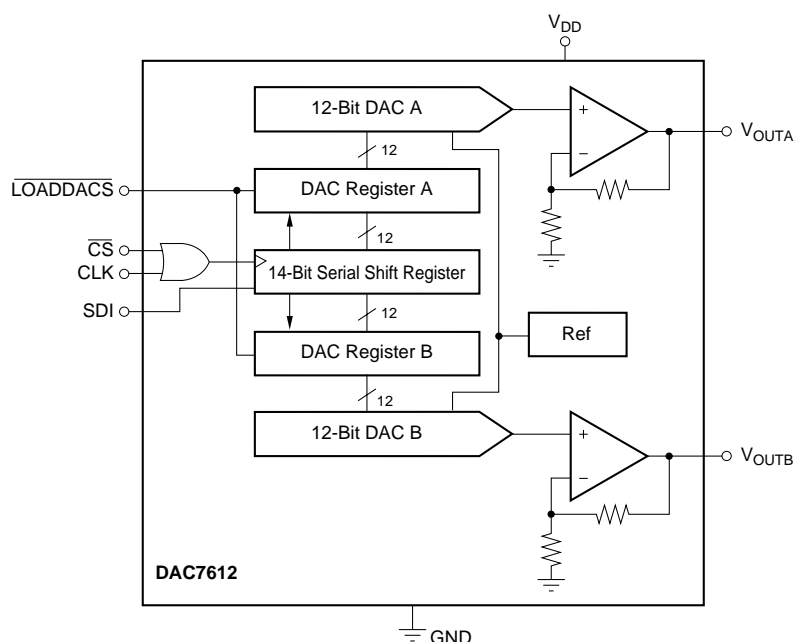 V_DD
12-Bit DAC A
+
−
V_OUTA
12
LOADDACS
DAC Register A
12
CS
CLK
14-Bit Serial Shift Register
SDI
12
Ref
DAC Register B
12
12-Bit DAC B
+
−
V_OUTB
DAC7612
GND